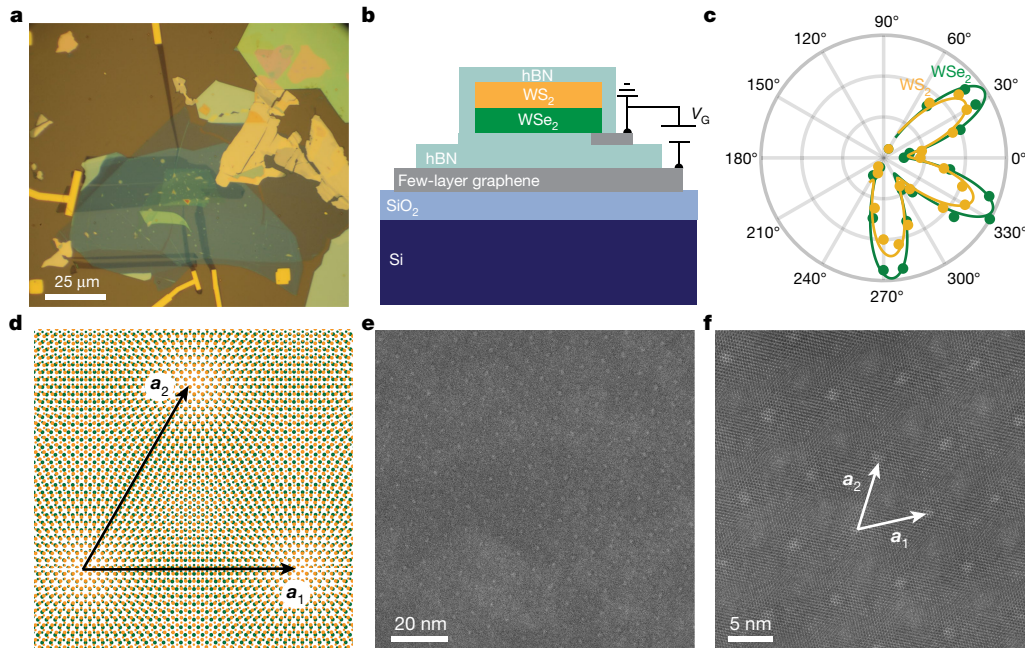 a
25 μm
b
hBN
WS₂
WSe₂
V_G
hBN
Few-layer graphene
SiO₂
Si
c
90°
120°
60°
150°
WSe₂
30°
WS₂
180°
0°
210°
330°
240°
300°
270°
d
a₂
a₁
e
20 nm
f
a₂
a₁
5 nm